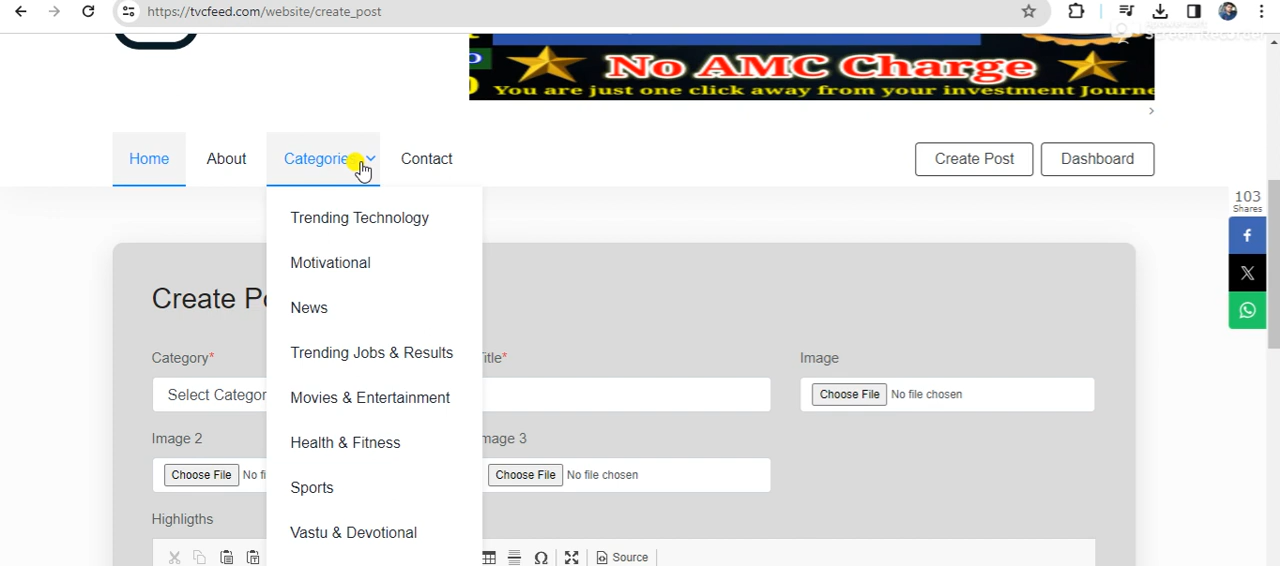 https://tvcfeed.com/website/create_post
No AMC Charge
You are just one click away from your investment Journe
Home
About
Categories
Contact
Create Post
Dashboard
103
Shares
Trending Technology
Motivational
News
Trending Jobs & Results
Movies & Entertainment
Health & Fitness
Sports
Vastu & Devotional
Create Po
Category*
Title*
Image
Select Categor
Choose File No file chosen
Image 2
mage 3
Choose File No fi
Choose File No file chosen
Highligths
Source